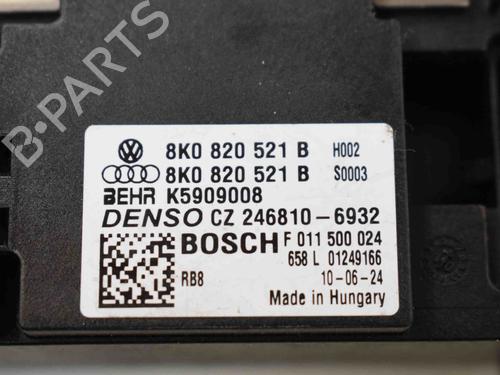 B-PARTS
8K0 820 521 B H002
8K0 820 521 B S0003
BEHR K5909008
DENSO CZ 246810-6932
BOSCH F 011 500 024
658 L 01249166
RB8 10-06-24
Made in Hungary